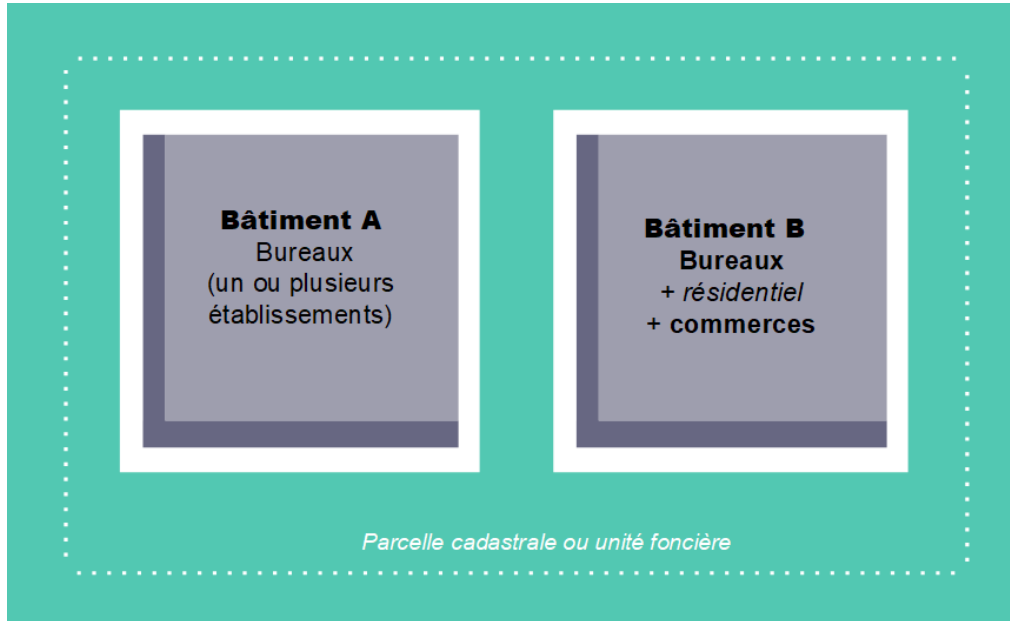 Bâtiment A
Bureaux
(un ou plusieurs
établissements)
Bâtiment B
Bureaux
+ résidentiel
+ commerces
Parcelle cadastrale ou unité foncière